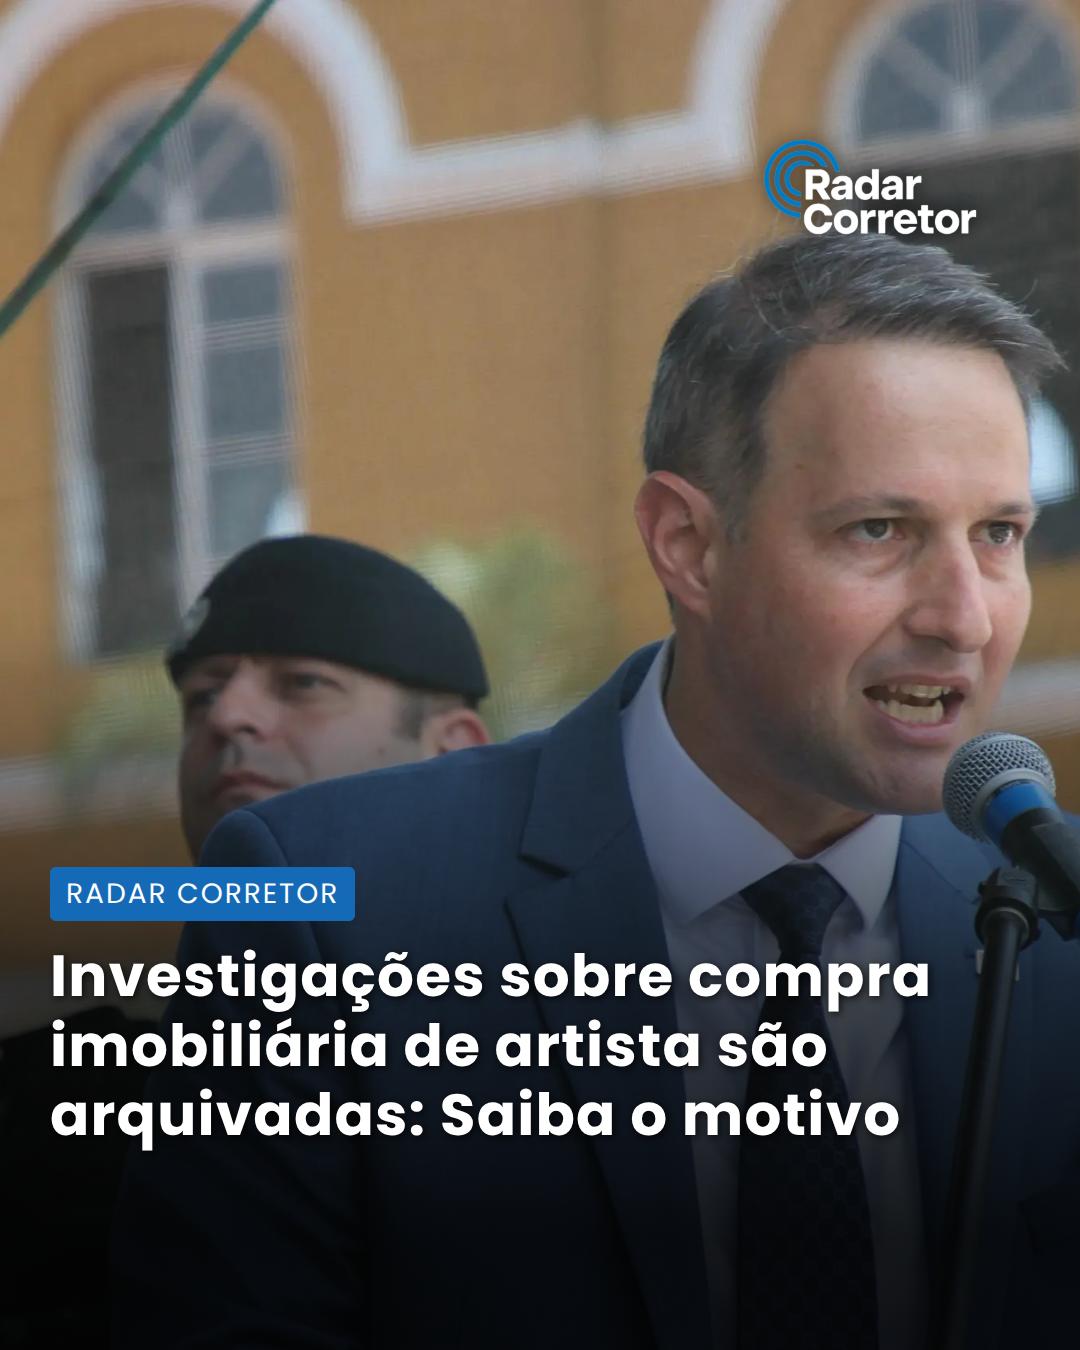 Radar
Corretor
RADAR CORRETOR
Investigações sobre compra
imobiliária de artista são
arquivadas: Saiba o motivo